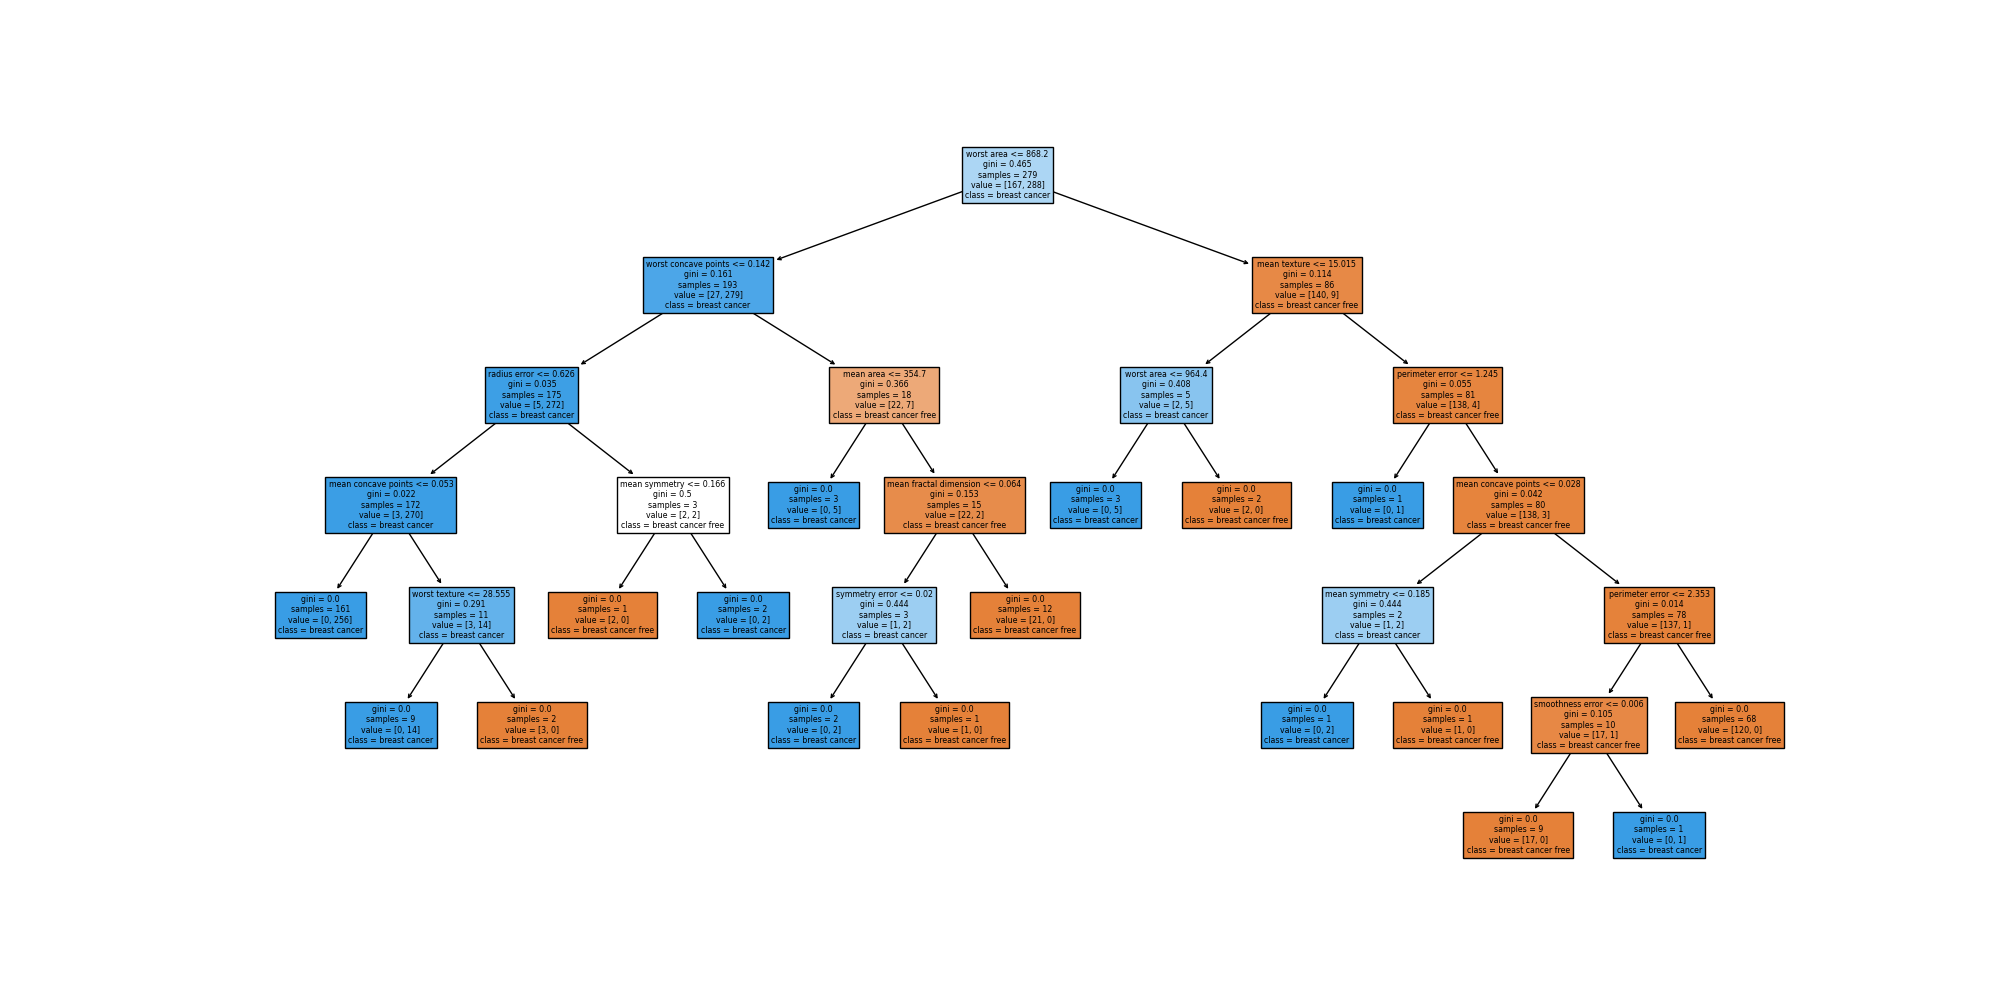 worst area <= 868.2
gini = 0.465
samples = 279
value = [167, 288]
class = breast cancer
worst concave points <= 0.142
gini = 0.161
samples = 193
value = [27, 279]
class = breast cancer
mean texture <= 15.015
gini = 0.114
samples = 86
value = [140, 9]
class = breast cancer free
radius error <= 0.626
gini = 0.035
samples = 175
value = [5, 272]
class = breast cancer
mean area <= 354.7
gini = 0.366
samples = 18
value = [22, 7]
class = breast cancer free
worst area <= 964.4
gini = 0.408
samples = 5
value = [2, 5]
class = breast cancer
perimeter error <= 1.245
gini = 0.055
samples = 81
value = [138, 4]
class = breast cancer free
mean concave points <= 0.053
gini = 0.022
samples = 172
value = [3, 270]
class = breast cancer
mean symmetry <= 0.166
gini = 0.5
samples = 3
value = [2, 2]
class = breast cancer free
gini = 0.0
samples = 3
value = [0, 5]
class = breast cancer
mean fractal dimension <= 0.064
gini = 0.153
samples = 15
value = [22, 2]
class = breast cancer free
gini = 0.0
samples = 3
value = [0, 5]
class = breast cancer
gini = 0.0
samples = 2
value = [2, 0]
class = breast cancer free
gini = 0.0
samples = 1
value = [0, 1]
class = breast cancer
mean concave points <= 0.028
gini = 0.042
samples = 80
value = [138, 3]
class = breast cancer free
gini = 0.0
samples = 161
value = [0, 256]
class = breast cancer
worst texture <= 28.555
gini = 0.291
samples = 11
value = [3, 14]
class = breast cancer
gini = 0.0
samples = 1
value = [2, 0]
class = breast cancer free
gini = 0.0
samples = 2
value = [0, 2]
class = breast cancer
symmetry error <= 0.02
gini = 0.444
samples = 3
value = [1, 2]
class = breast cancer
gini = 0.0
samples = 12
value = [21, 0]
class = breast cancer free
mean symmetry <= 0.185
gini = 0.444
samples = 2
value = [1, 2]
class = breast cancer
perimeter error <= 2.353
gini = 0.014
samples = 78
value = [137, 1]
class = breast cancer free
gini = 0.0
samples = 9
value = [0, 14]
class = breast cancer
gini = 0.0
samples = 2
value = [3, 0]
class = breast cancer free
gini = 0.0
samples = 2
value = [0, 2]
class = breast cancer
gini = 0.0
samples = 1
value = [1, 0]
class = breast cancer free
gini = 0.0
samples = 1
value = [0, 2]
class = breast cancer
gini = 0.0
samples = 1
value = [1, 0]
class = breast cancer free
smoothness error <= 0.006
gini = 0.105
samples = 10
value = [17, 1]
class = breast cancer free
gini = 0.0
samples = 68
value = [120, 0]
class = breast cancer free
gini = 0.0
samples = 9
value = [17, 0]
class = breast cancer free
gini = 0.0
samples = 1
value = [0, 1]
class = breast cancer